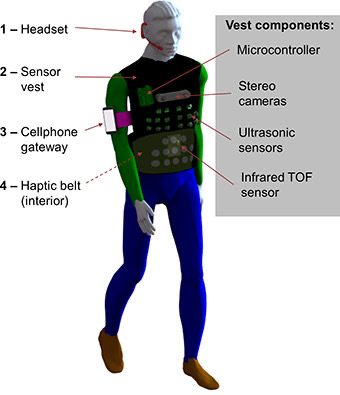 1 – Headset
2 – Sensor
vest
3 – Cellphone
gateway
4 – Haptic belt
(interior)
Vest components:
Microcontroller
Stereo
cameras
Ultrasonic
sensors
Infrared TOF
sensor